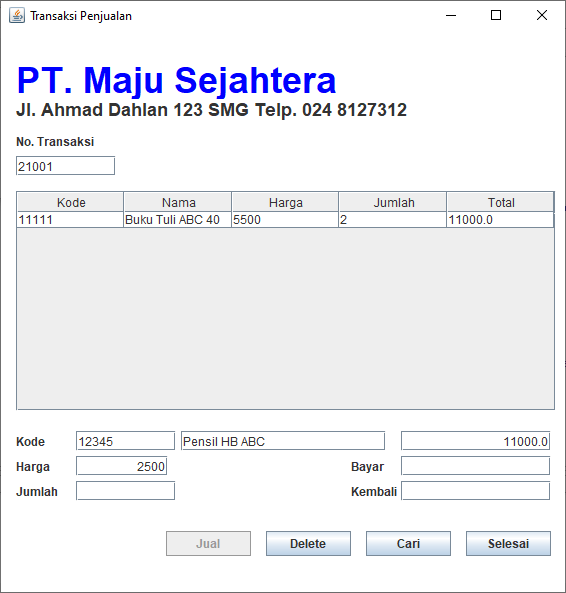 Transaksi Penjualan
PT. Maju Sejahtera
Jl. Ahmad Dahlan 123 SMG Telp. 024 8127312
No. Transaksi
21001
Kode Nama Harga Jumlah Total
11111 Buku Tuli ABC 40 5500 2 11000.0
Kode 12345 Pensil HB ABC 11000.0
Harga 2500 Bayar
Jumlah Kembali
Jual Delete Cari Selesai